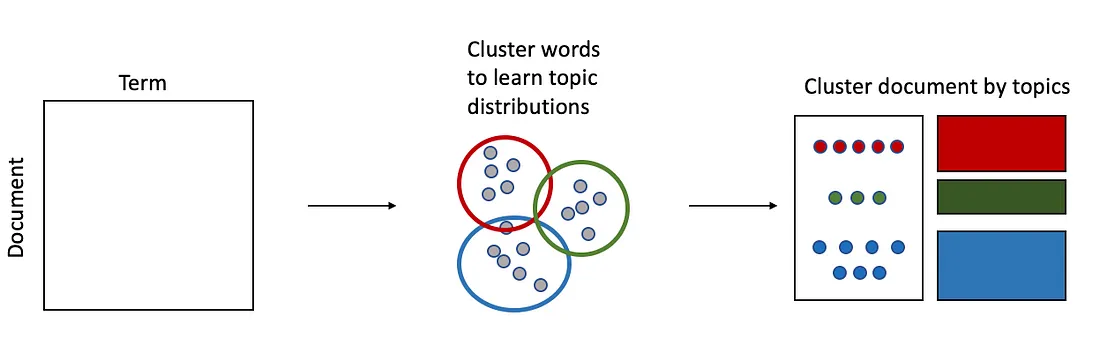 Term
Document
Cluster words
to learn topic
distributions
Cluster document by topics